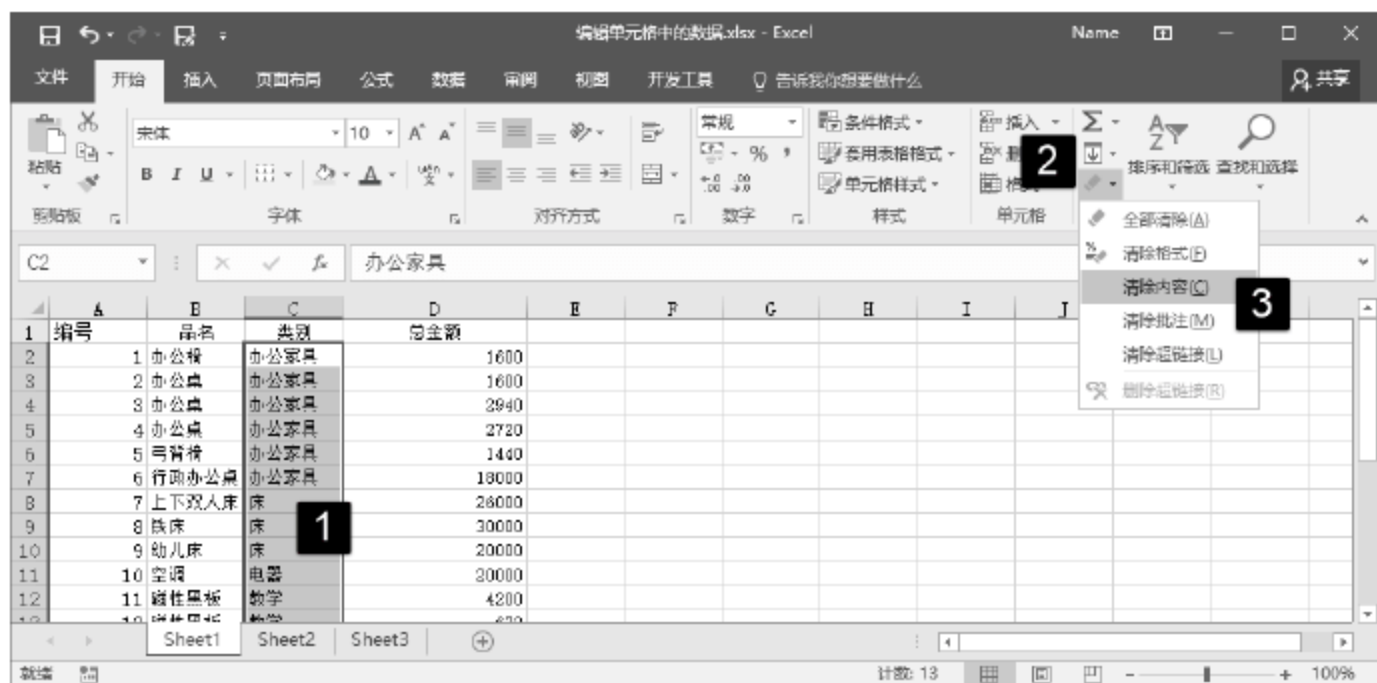 编辑单元格中的数据.xlsx - Excel Name
文件 开始 插入 页面布局 公式 数据 审阅 视图 开发工具 告诉我你想要做什么 共享
粘贴 宋体 10 A A 常规 条件格式 插入 Σ
B I U A % 套用表格格式 2 排序和筛选 查找和选择
单元格样式
剪贴板 字体 对齐方式 数字 样式 单元格
全部清除(A)
清除格式(F)
清除内容(C) 3
清除批注(M)
清除超链接(L)
删除超链接(R)
C2 fx 办公家具
A B C D E F G H I J
1 编号 品名 类别 总金额
2 1 办公椅 办公家具 1600
3 2 办公桌 办公家具 1600
4 3 办公桌 办公家具 2940
5 4 办公桌 办公家具 2720
6 5 弓背椅 办公家具 1440
7 6 行政办公桌 办公家具 18000
8 7 上下双人床 床 26000
9 8 铁床 床 1 30000
10 9 幼儿床 床 20000
11 10 空调 电器 20000
12 11 磁性黑板 教学 4200
Sheet1 Sheet2 Sheet3
就绪 计数: 13 100%